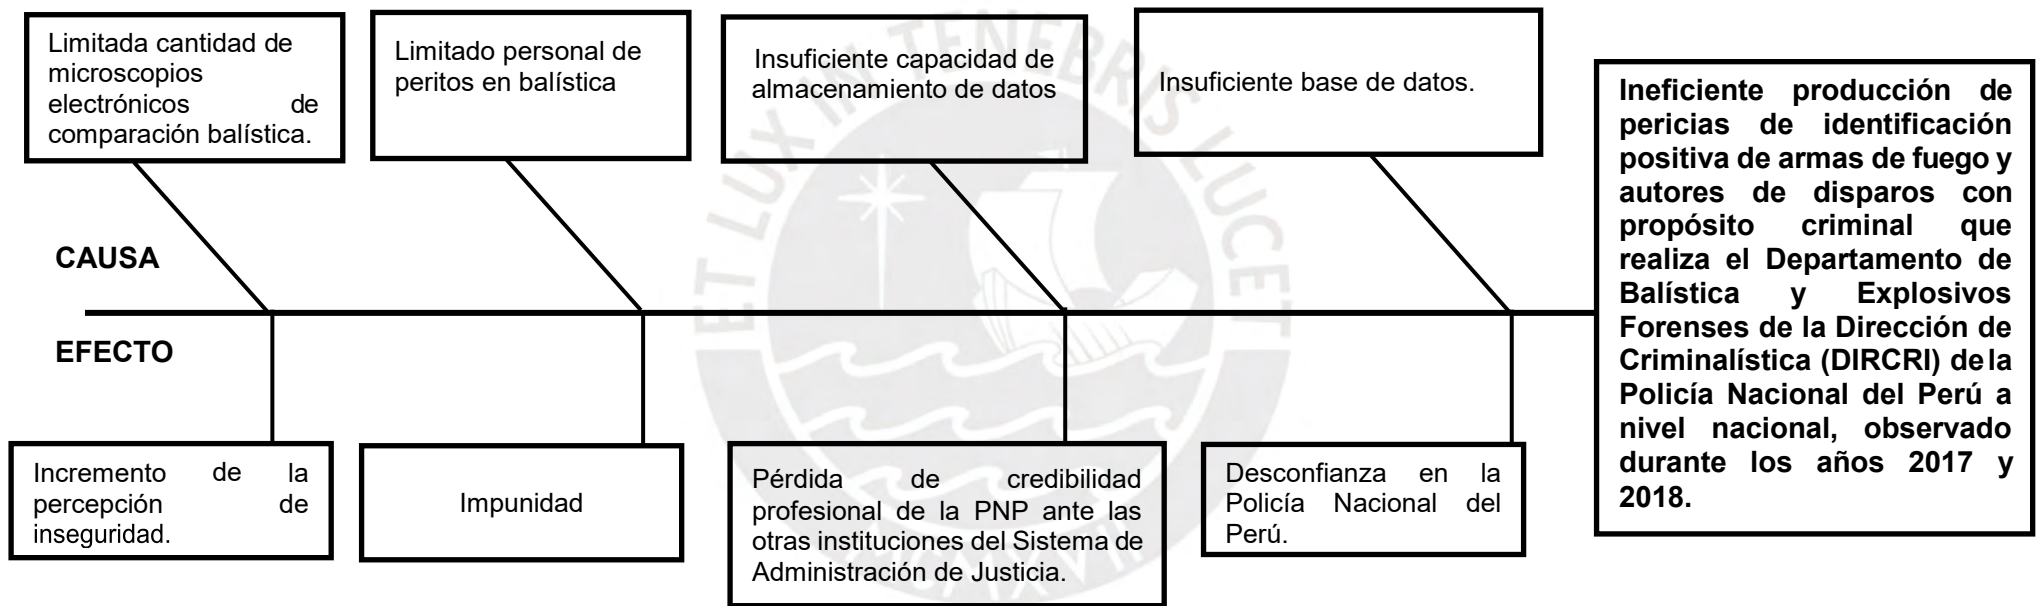 Limitada cantidad de
microscopios
electrónicos de
comparación balística.
Limitado personal de
peritos en balística
Insuficiente capacidad de
almacenamiento de datos
Insuficiente base de datos.
Ineficiente producción de
pericias de identificación
positiva de armas de fuego y
autores de disparos con
propósito criminal que
realiza el Departamento de
Balística y Explosivos
Forenses de la Dirección de
Criminalística (DIRCRI) de la
Policía Nacional del Perú a
nivel nacional, observado
durante los años 2017 y
2018.
CAUSA
EFECTO
Incremento de la
percepción de
inseguridad.
Impunidad
Pérdida de credibilidad
profesional de la PNP ante las
otras instituciones del Sistema de
Administración de Justicia.
Desconfianza en la
Policía Nacional del
Perú.
ET LUX IN TENEBRIS LUCET